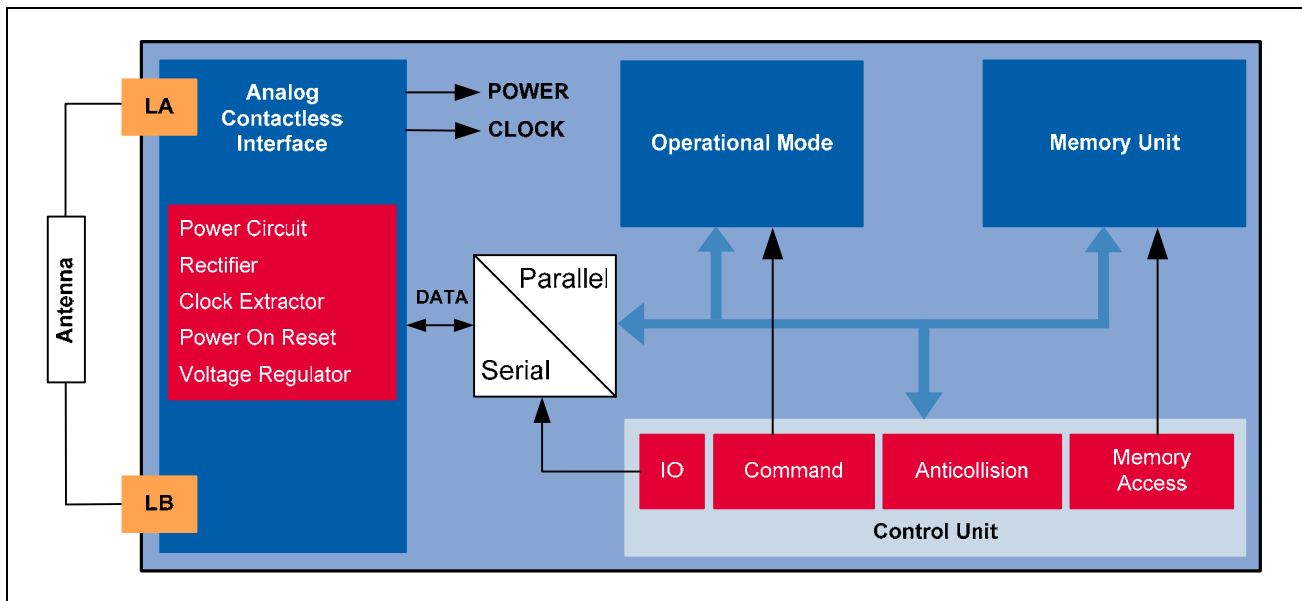 LA
Analog
Contactless
Interface
POWER
CLOCK
Operational Mode
Memory Unit
Power Circuit
Rectifier
Clock Extractor
Power On Reset
Voltage Regulator
Antenna
DATA
Parallel
Serial
LB
IO
Command
Anticollision
Memory
Access
Control Unit